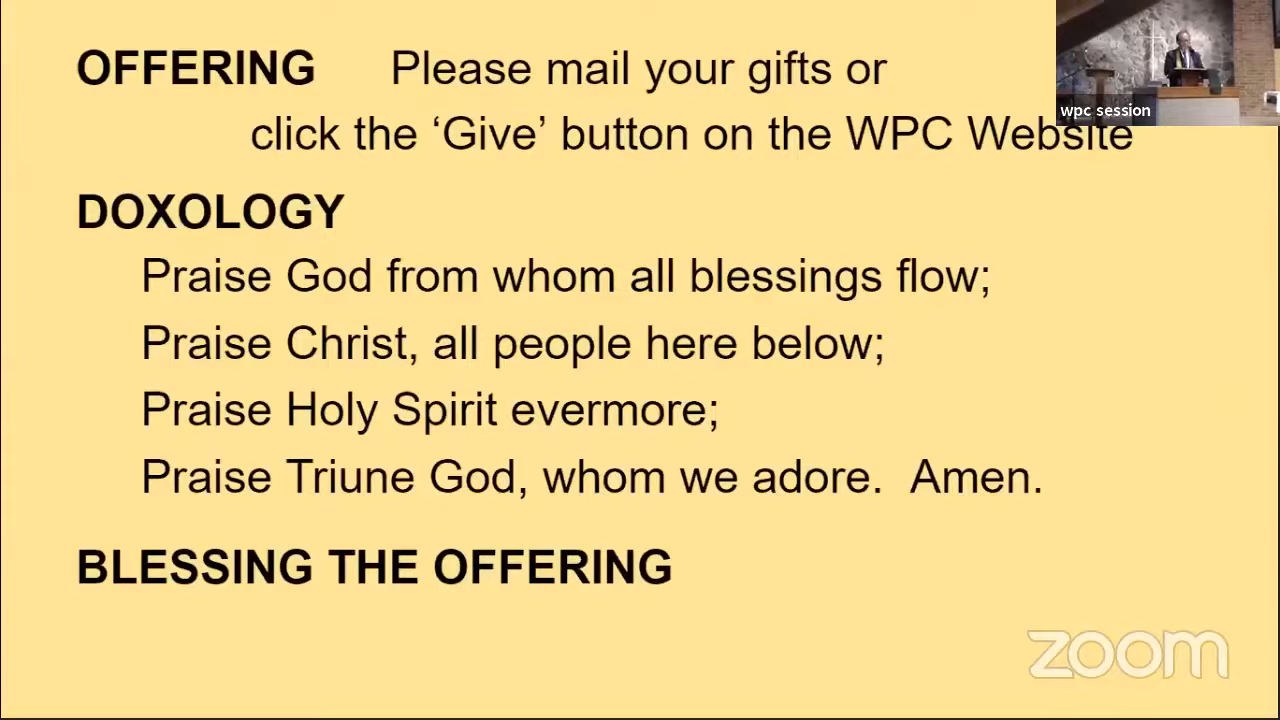 OFFERING Please mail your gifts or
click the ‘Give’ button on the WPC Website
wpc session
DOXOLOGY
Praise God from whom all blessings flow;
Praise Christ, all people here below;
Praise Holy Spirit evermore;
Praise Triune God, whom we adore. Amen.
BLESSING THE OFFERING
zoom